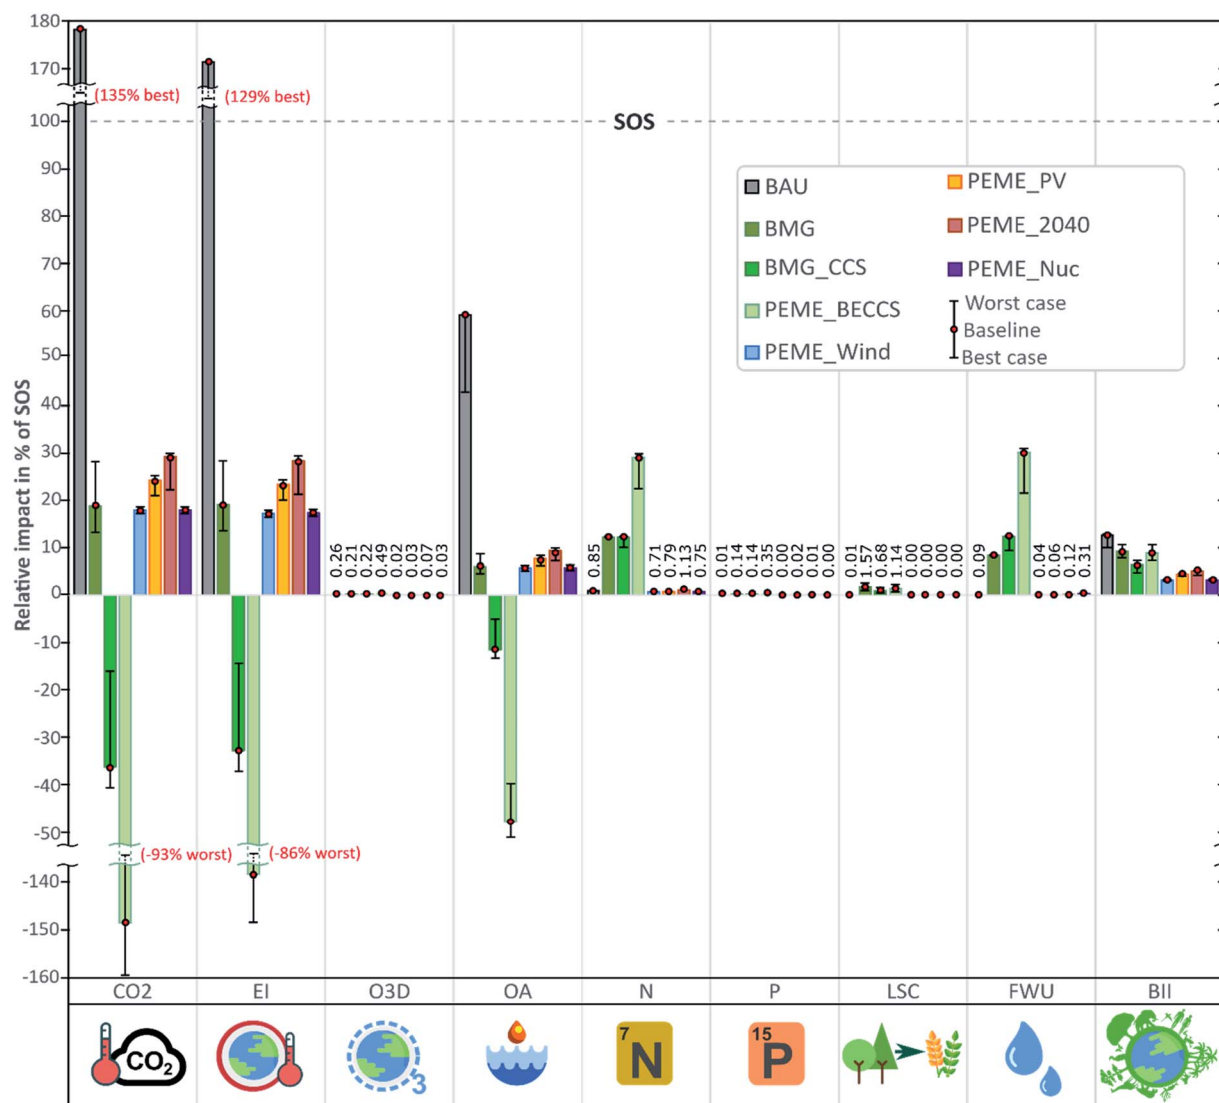 180
170
(135% best)
(129% best)
100
SOS
90
80
70
60
50
40
30
20
10
0
-10
-20
-30
-40
-50
-140
-150
-160
Relative impact in % of SOS
BAU
BMG
BMG_CCS
PEME_BECCS
PEME_Wind
PEME_PV
PEME_2040
PEME_Nuc
Worst case
Baseline
Best case
0.26
0.21
0.22
0.49
0.02
0.03
0.07
0.03
0.85
0.71
0.79
1.13
0.75
0.01
0.14
0.14
0.35
0.00
0.02
0.01
0.00
0.01
1.57
0.68
1.14
0.00
0.00
0.00
0.00
0.09
0.04
0.06
0.12
0.31
(-93% worst)
(-86% worst)
CO2
EI
O3D
OA
N
P
LSC
FWU
BII
CO₂
3
7
N
15
P